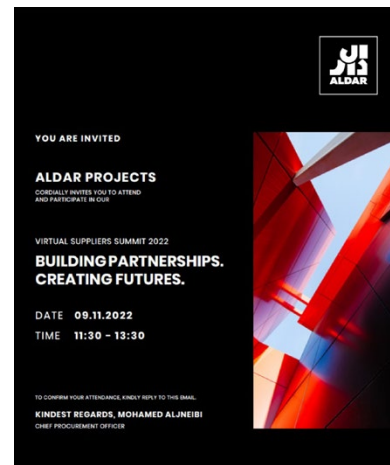 الدار
ALDAR
YOU ARE INVITED
ALDAR PROJECTS
CORDIALLY INVITES YOU TO ATTEND
AND PARTICIPATE IN OUR
VIRTUAL SUPPLIERS SUMMIT 2022
BUILDING PARTNERSHIPS.
CREATING FUTURES.
DATE 09.11.2022
TIME 11:30 - 13:30
TO CONFIRM YOUR ATTENDANCE, KINDLY REPLY TO THIS EMAIL.
KINDEST REGARDS, MOHAMED ALJNEIBI
CHIEF PROCUREMENT OFFICER